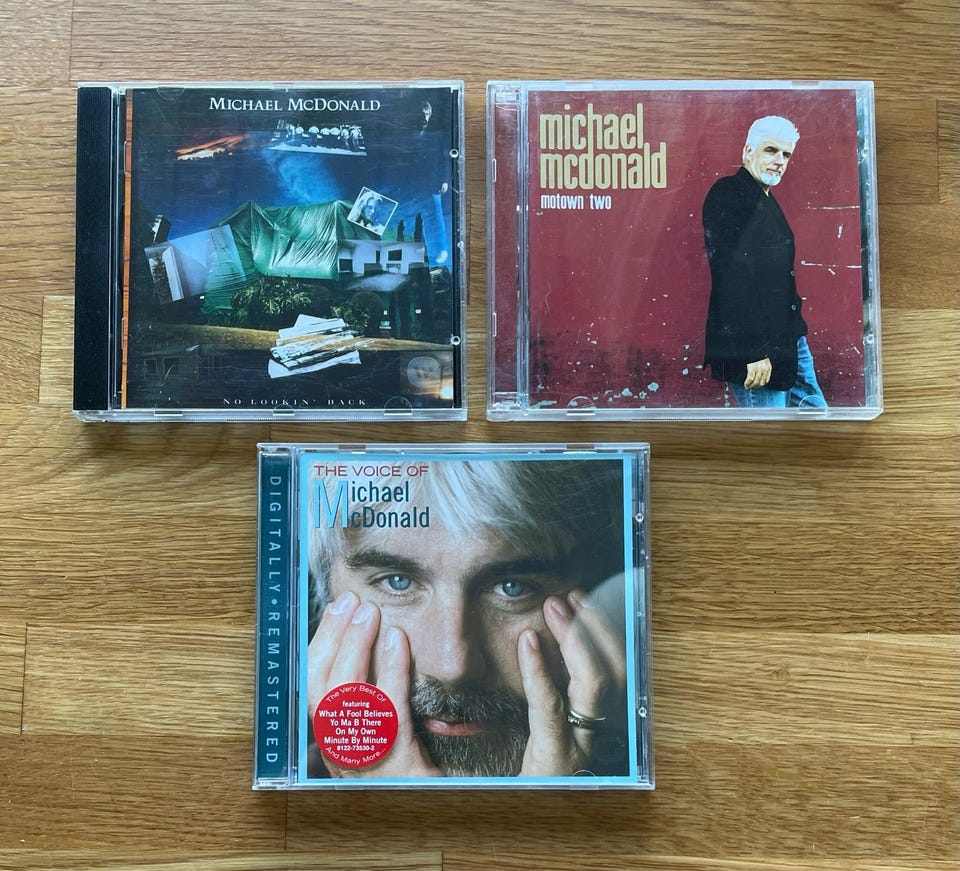 MICHAEL MCDONALD
NO LOOKIN' BACK
michael
mcdonald
motown two
DIGITALLY • REMASTERED
THE VOICE OF
Michael
McDonald
The Very Best Of
featuring
What A Fool Believes
Yo Ma B There
On My Own
Minute By Minute
8122-73530-2
And Many More...